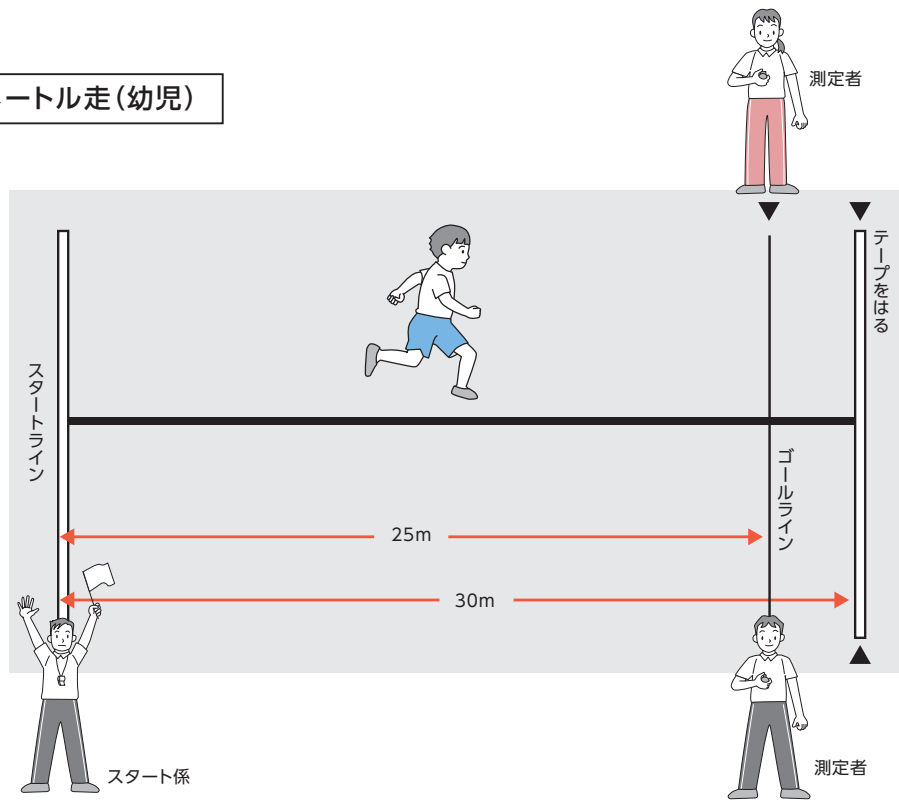 ートル走(幼児)
測定者
テープをはる
スタートライン
ゴールライン
25m
30m
スタート係
測定者